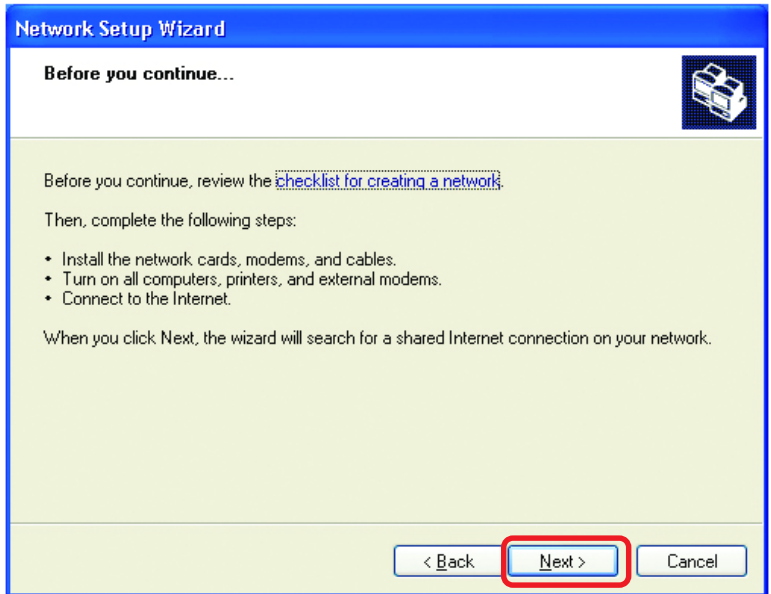 Network Setup Wizard
Before you continue...
Before you continue, review the checklist for creating a network.
Then, complete the following steps:
• Install the network cards, modems, and cables.
• Turn on all computers, printers, and external modems.
• Connect to the Internet.
When you click Next, the wizard will search for a shared Internet connection on your network.
< Back Next > Cancel